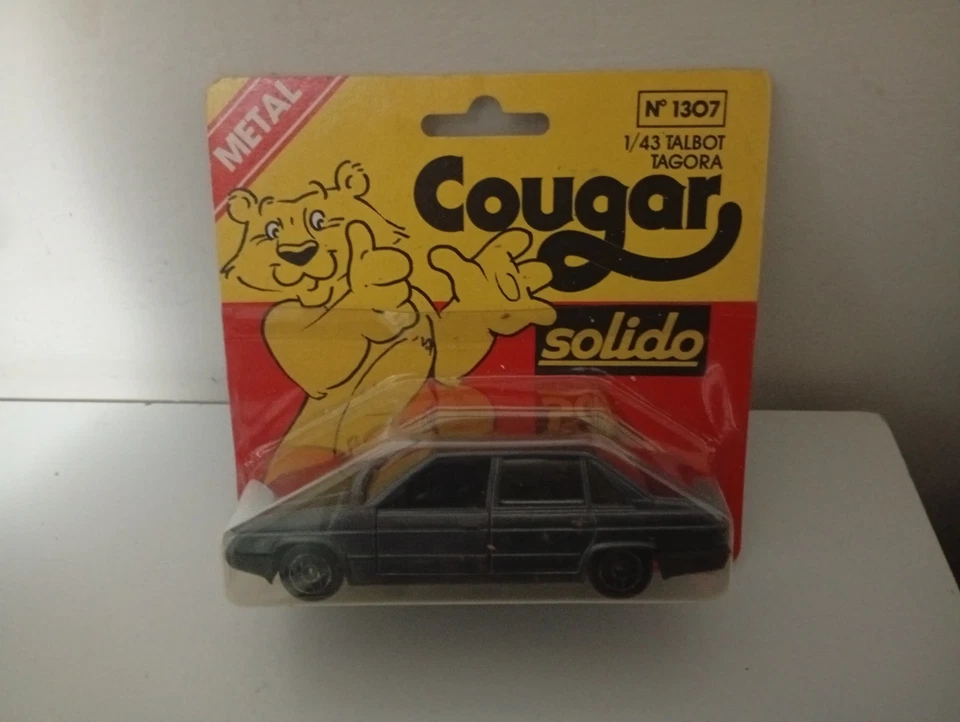 METAL
N° 1307
1/43 TALBOT
TAGORA
Cougar
solido